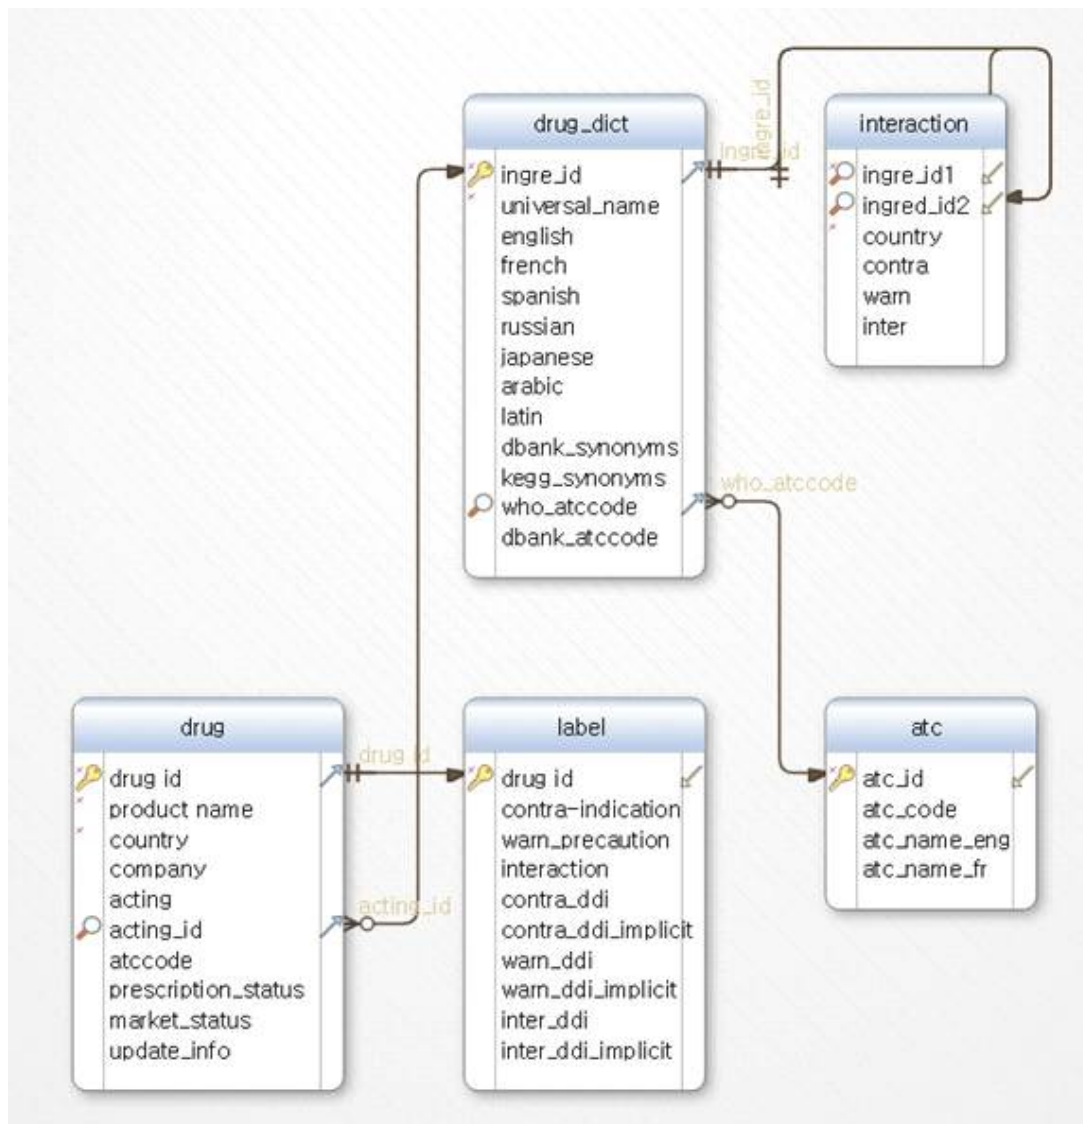 drug_dict
ingre_id
universal_name
english
french
spanish
russian
japanese
arabic
latin
dbank_synonyms
kegg_synonyms
who_atccode
dbank_atccode
ingre_id
ingre_id
interaction
ingre_id1
ingred_id2
country
contra
warn
inter
who_atccode
drug
drug id
product name
country
company
acting
acting_id
atccode
prescription_status
market_status
update_info
drug id
acting_id
label
drug id
contra-indication
warn_precaution
interaction
contra_ddi
contra_ddi_implicit
warn_ddi
warn_ddi_implicit
inter_ddi
inter_ddi_implicit
atc
atc_id
atc_code
atc_name_eng
atc_name_fr